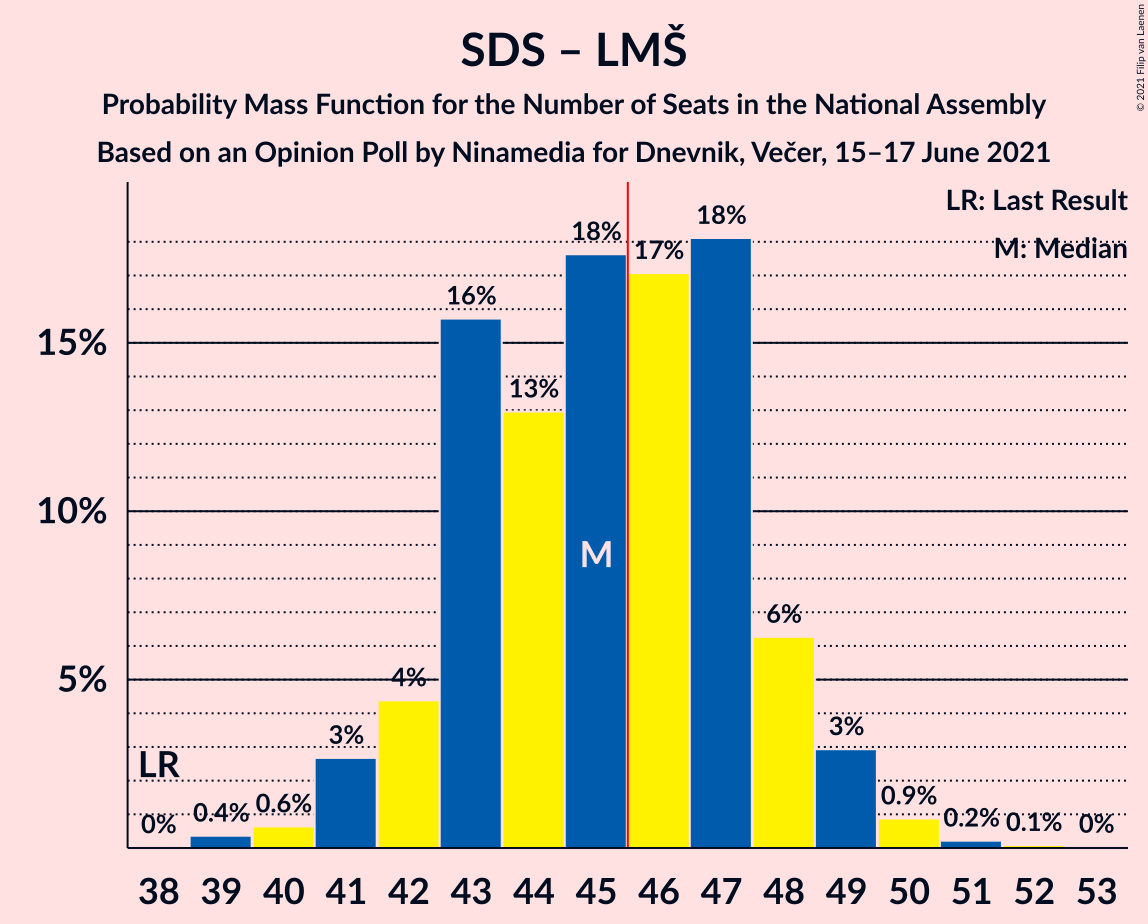 SDS – LMŠ
Probability Mass Function for the Number of Seats in the National Assembly
Based on an Opinion Poll by Ninamedia for Dnevnik, Večer, 15–17 June 2021
© 2021 Filip van Laenen
LR: Last Result
M: Median
15%
10%
5%
LR
0%
0.4%
0.6%
3%
4%
16%
13%
18%
M
17%
18%
6%
3%
0.9%
0.2%
0.1%
0%
38 39 40 41 42 43 44 45 46 47 48 49 50 51 52 53